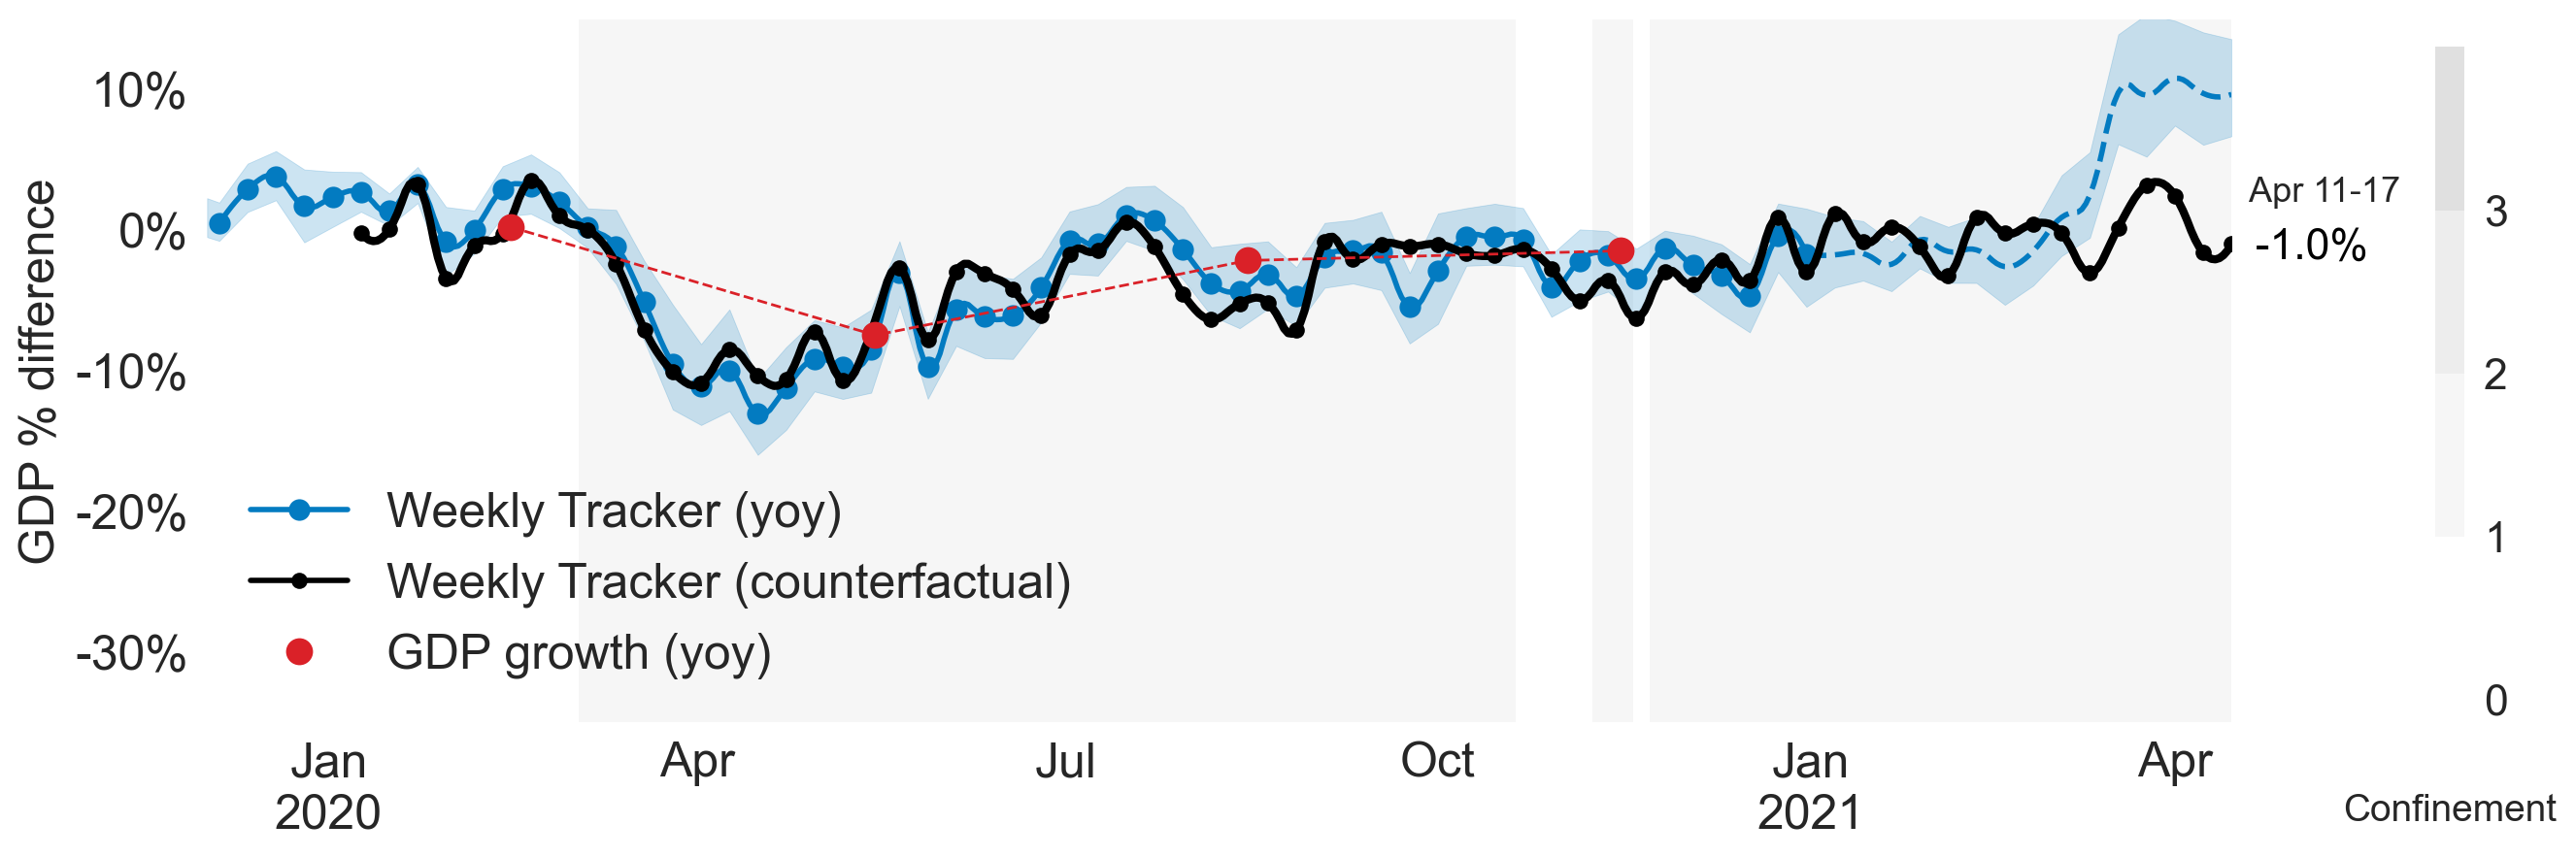 GDP % difference
10%
0%
-10%
-20%
-30%
Weekly Tracker (yoy)
Weekly Tracker (counterfactual)
GDP growth (yoy)
Jan
2020
Apr
Jul
Oct
Jan
2021
Apr
Apr 11-17
-1.0%
3
2
1
0
Confinement